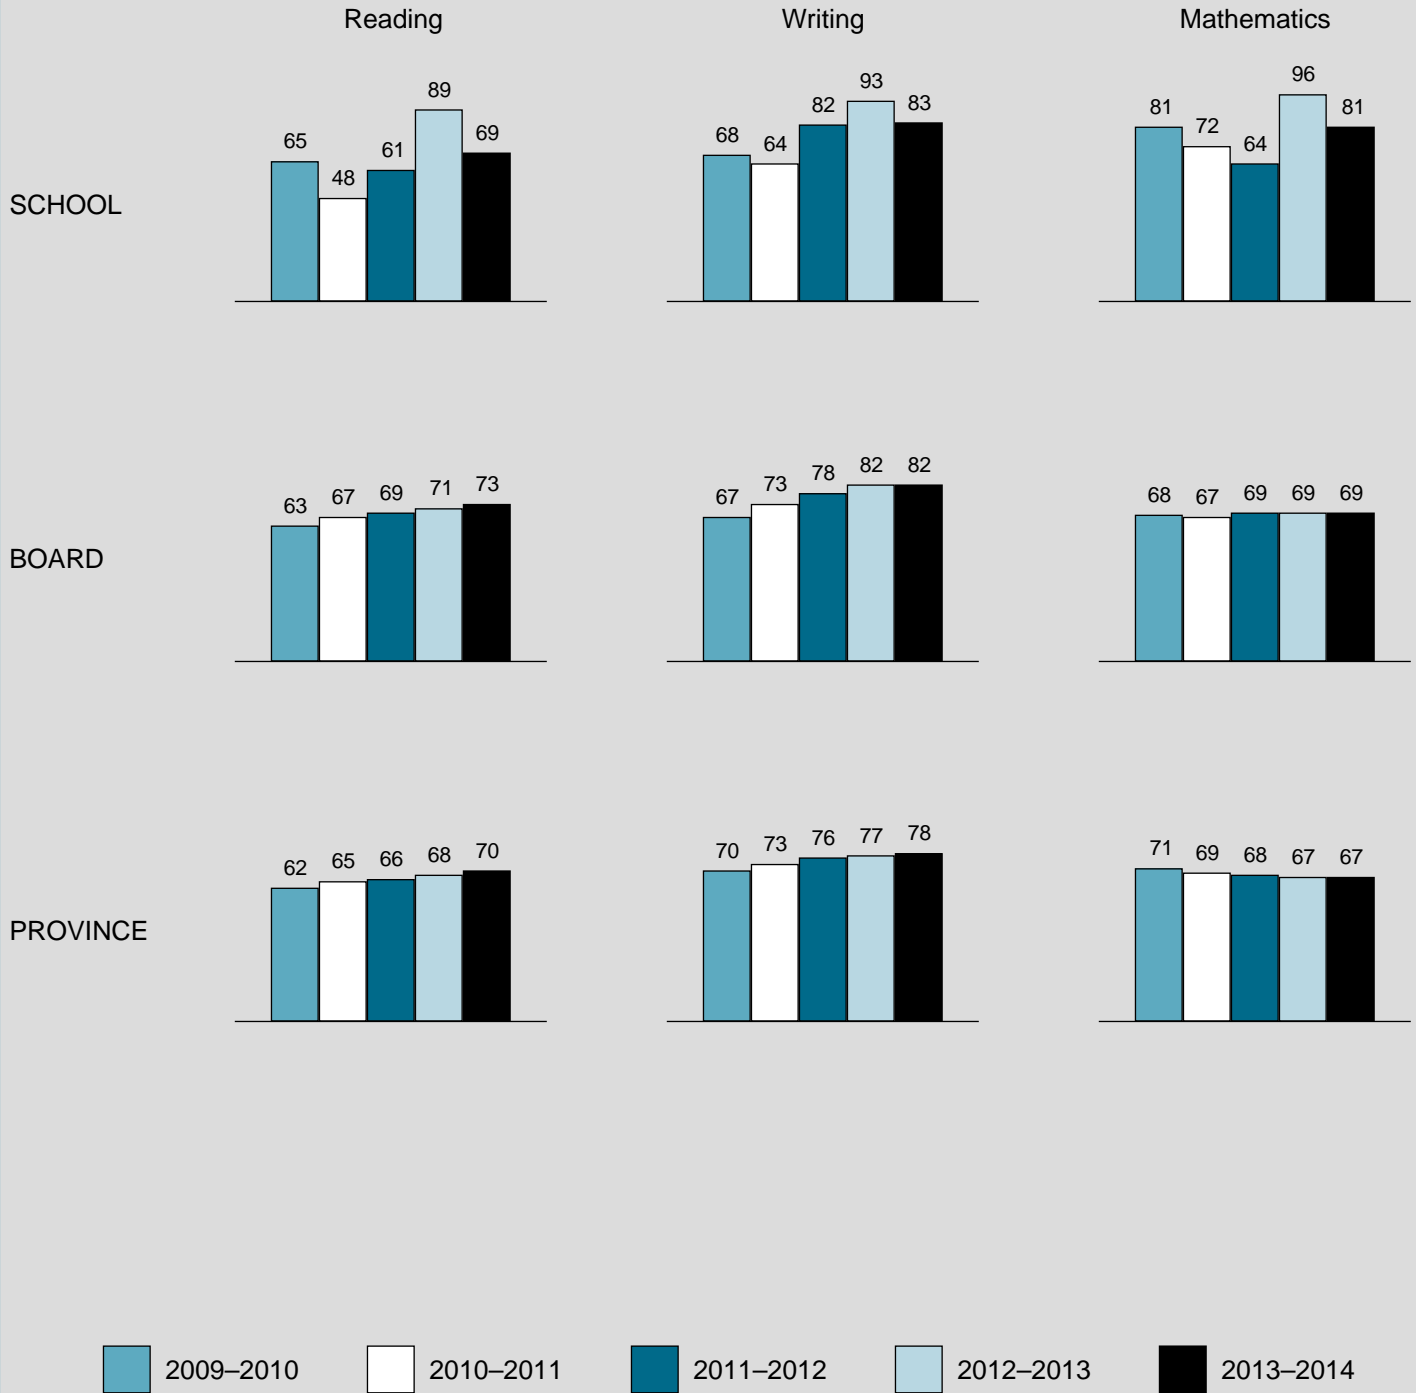 Reading Writing Mathematics
SCHOOL
65 48 61 89 69
68 64 82 93 83
81 72 64 96 81
BOARD
63 67 69 71 73
67 73 78 82 82
68 67 69 69 69
PROVINCE
62 65 66 68 70
70 73 76 77 78
71 69 68 67 67
2009–2010 2010–2011 2011–2012 2012–2013 2013–2014